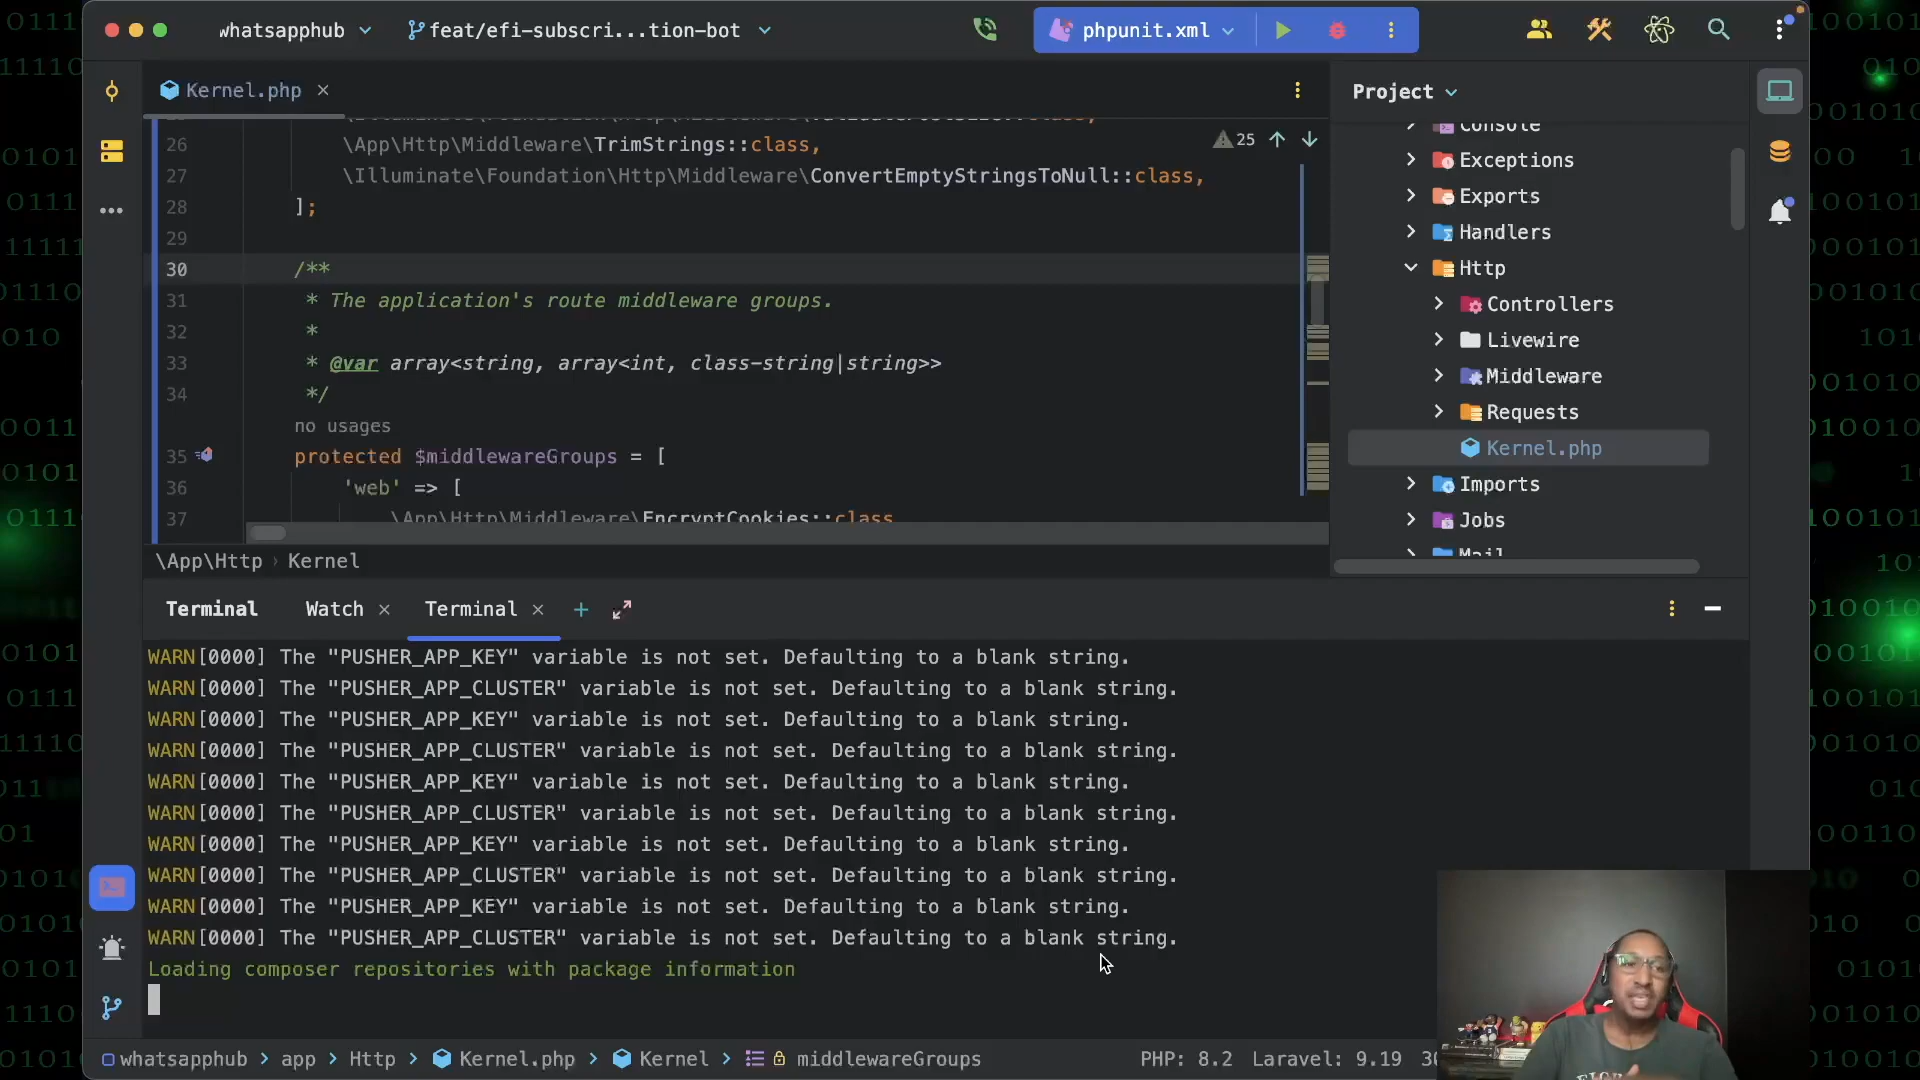 whatsapphub
feat/efi-subscri...tion-bot
phpunit.xml
Kernel.php
Project
25
26 \App\Http\Middleware\TrimStrings::class,
27 \Illuminate\Foundation\Http\Middleware\ConvertEmptyStringsToNull::class,
28 ];
29
30 /**
31 * The application's route middleware groups.
32 *
33 * @var array<string, array<int, class-string|string>>
34 */
no usages
35 protected $middlewareGroups = [
36 'web' => [
37 \App\Http\Middleware\EncryptCookies::class
\App\Http › Kernel
Console
Exceptions
Exports
Handlers
Http
Controllers
Livewire
Middleware
Requests
Kernel.php
Imports
Jobs
Mail
Terminal
Watch
Terminal
WARN[0000] The "PUSHER_APP_KEY" variable is not set. Defaulting to a blank string.
WARN[0000] The "PUSHER_APP_CLUSTER" variable is not set. Defaulting to a blank string.
WARN[0000] The "PUSHER_APP_KEY" variable is not set. Defaulting to a blank string.
WARN[0000] The "PUSHER_APP_CLUSTER" variable is not set. Defaulting to a blank string.
WARN[0000] The "PUSHER_APP_KEY" variable is not set. Defaulting to a blank string.
WARN[0000] The "PUSHER_APP_CLUSTER" variable is not set. Defaulting to a blank string.
WARN[0000] The "PUSHER_APP_KEY" variable is not set. Defaulting to a blank string.
WARN[0000] The "PUSHER_APP_CLUSTER" variable is not set. Defaulting to a blank string.
WARN[0000] The "PUSHER_APP_KEY" variable is not set. Defaulting to a blank string.
WARN[0000] The "PUSHER_APP_CLUSTER" variable is not set. Defaulting to a blank string.
Loading composer repositories with package information
whatsapphub › app › Http › Kernel.php › Kernel › middlewareGroups
PHP: 8.2 Laravel: 9.19